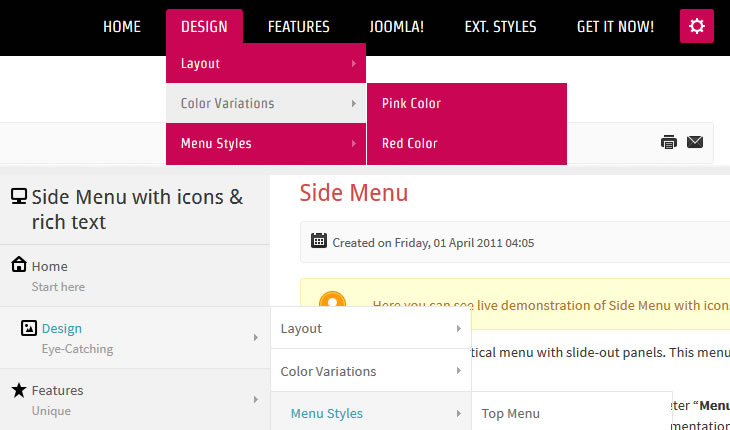 HOME DESIGN FEATURES JOOMLA! EXT. STYLES GET IT NOW!
Layout
Color Variations
Pink Color
Menu Styles
Red Color
Side Menu with icons &
rich text
Home
Start here
Design
Eye-Catching
Features
Unique
Side Menu
Created on Friday, 01 April 2011 04:05
Here you can see live demonstration of Side Menu with icons
Layout
tical menu with slide-out panels. This menu
Color Variations
Menu Styles
Top Menu
eter “Menu
mentation